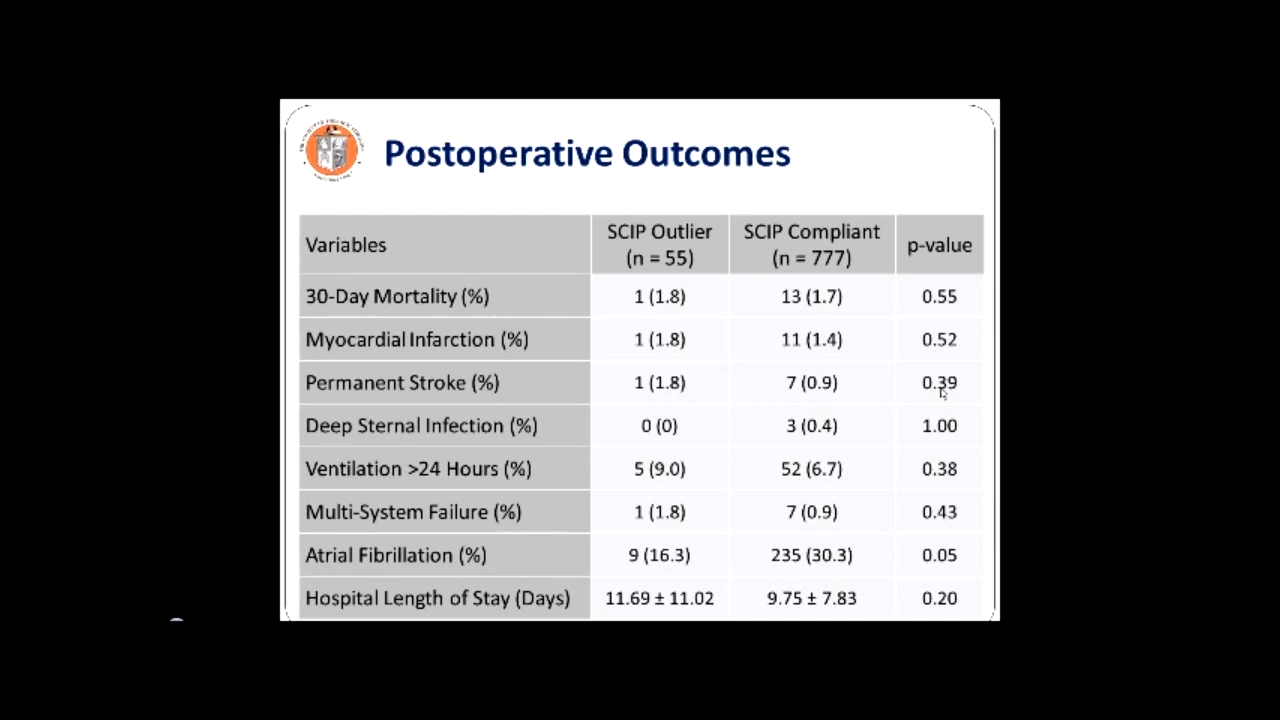 Postoperative Outcomes
Variables SCIP Outlier (n = 55) SCIP Compliant (n = 777) p-value
30-Day Mortality (%) 1 (1.8) 13 (1.7) 0.55
Myocardial Infarction (%) 1 (1.8) 11 (1.4) 0.52
Permanent Stroke (%) 1 (1.8) 7 (0.9) 0.39
Deep Sternal Infection (%) 0 (0) 3 (0.4) 1.00
Ventilation >24 Hours (%) 5 (9.0) 52 (6.7) 0.38
Multi-System Failure (%) 1 (1.8) 7 (0.9) 0.43
Atrial Fibrillation (%) 9 (16.3) 235 (30.3) 0.05
Hospital Length of Stay (Days) 11.69 ± 11.02 9.75 ± 7.83 0.20